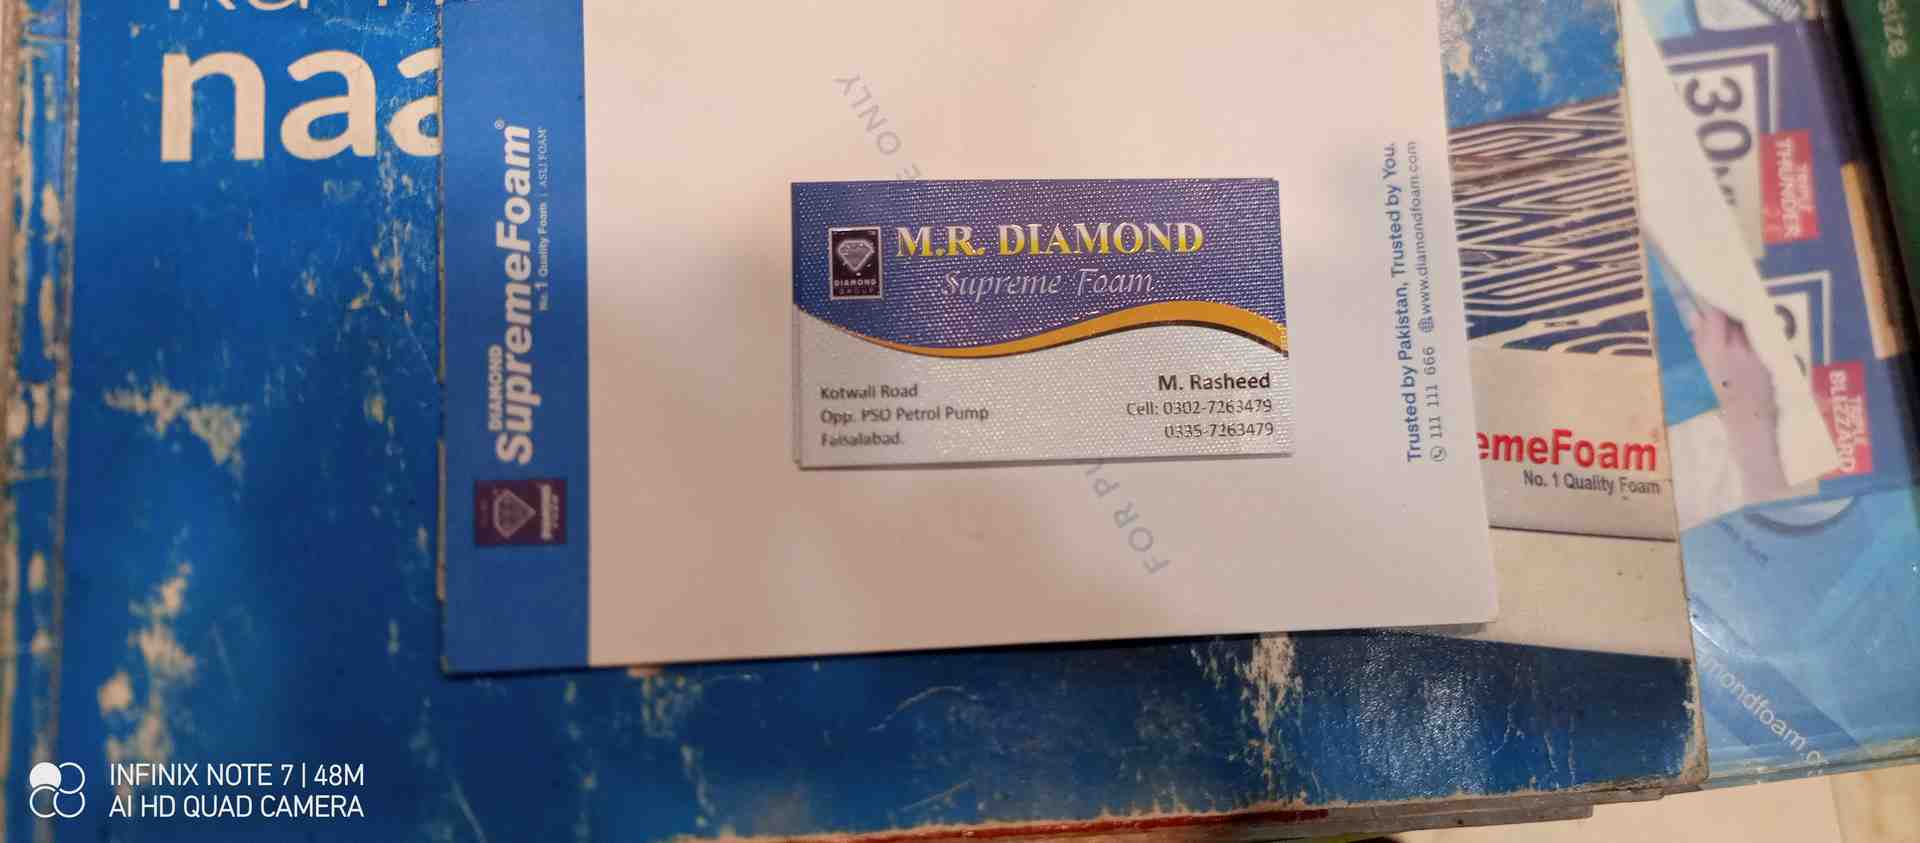 naa
DIAMOND
SupremeFoam®
No. 1 Quality Foam | ASLI FOAM
FOR
ONLY
M.R. DIAMOND
Supreme Foam
DIAMOND
GROUP
Kotwali Road
Opp. PSO Petrol Pump
Faisalabad.
M. Rasheed
Cell: 0302-7263479
0335-7263479
Trusted by Pakistan, Trusted by You.
111 111 666 www.diamondfoam.com
emeFoam
No. 1 Quality Foam
30
THUNDER
BLIZZARD
size
mondfoam.co
INFINIX NOTE 7 | 48M
AI HD QUAD CAMERA